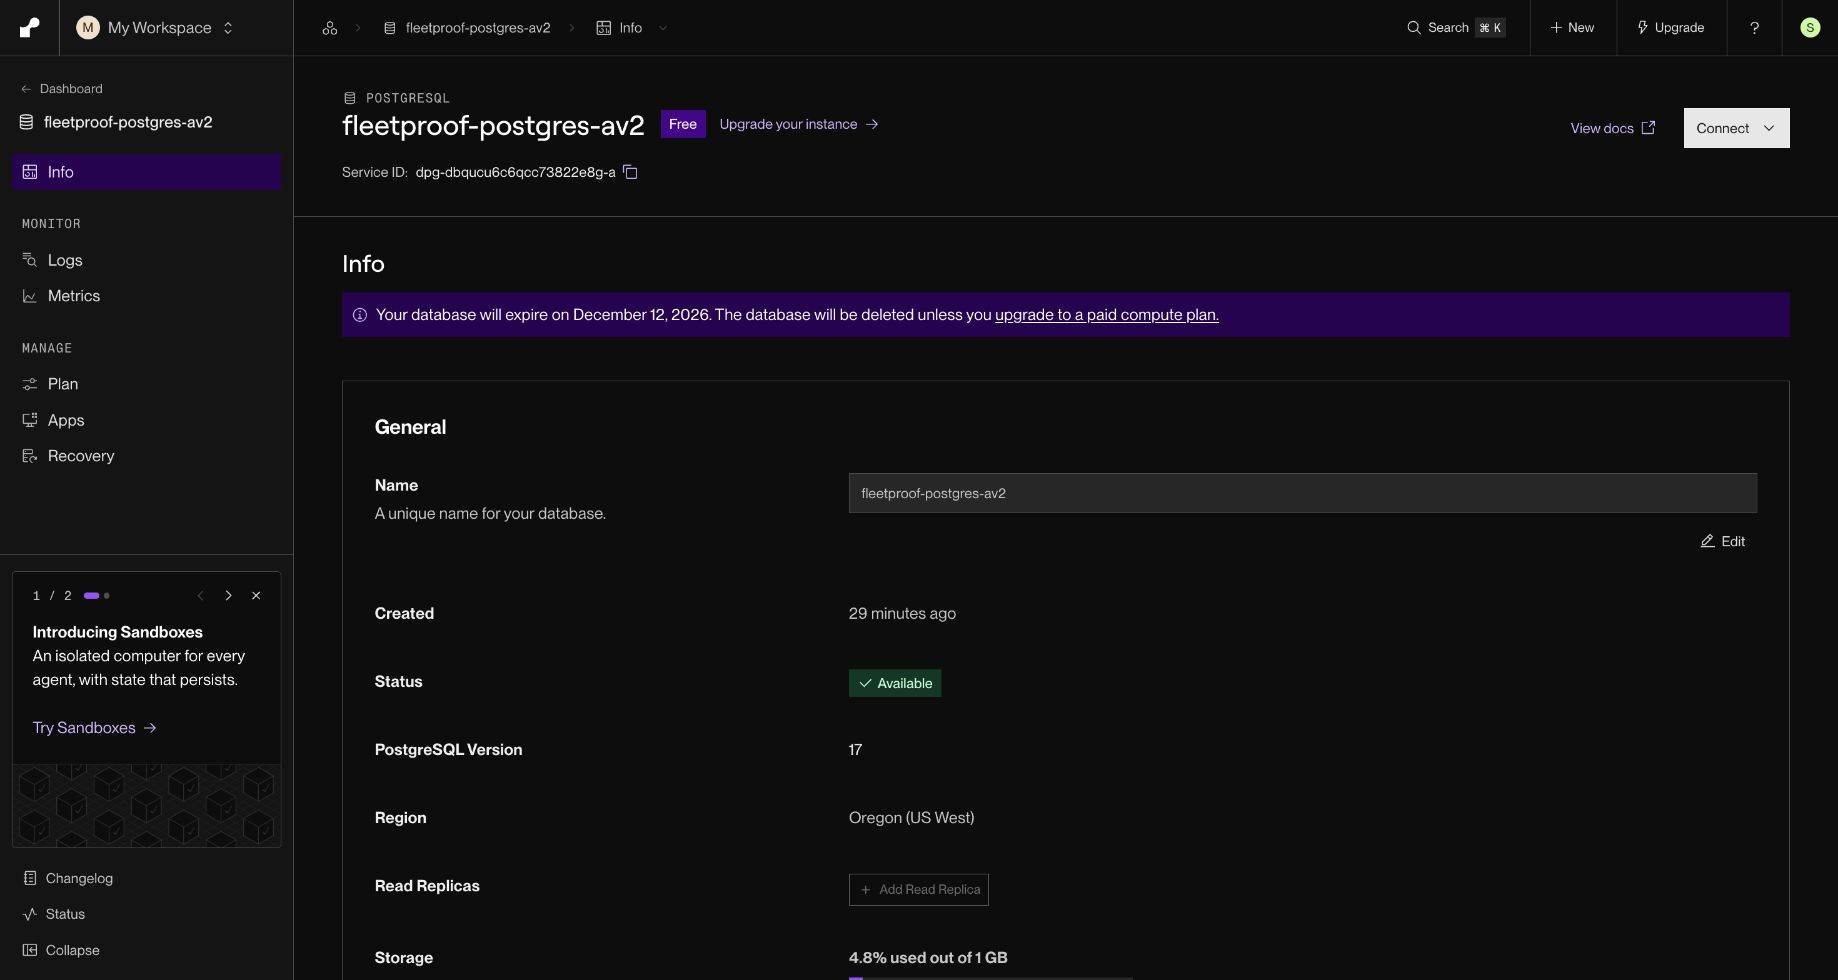 M My Workspace
fleetproof-postgres-av2
Info
Search ⌘ K
+ New
Upgrade
?
S
← Dashboard
fleetproof-postgres-av2
Info
MONITOR
Logs
Metrics
MANAGE
Plan
Apps
Recovery
1 / 2
Introducing Sandboxes
An isolated computer for every
agent, with state that persists.
Try Sandboxes →
Changelog
Status
Collapse
POSTGRESQL
fleetproof-postgres-av2 Free Upgrade your instance →
View docs
Connect
Service ID: dpg-dbqucu6c6qcc73822e8g-a
Info
Your database will expire on December 12, 2026. The database will be deleted unless you upgrade to a paid compute plan.
General
Name
A unique name for your database.
fleetproof-postgres-av2
Edit
Created
29 minutes ago
Status
Available
PostgreSQL Version
17
Region
Oregon (US West)
Read Replicas
+ Add Read Replica
Storage
4.8% used out of 1 GB